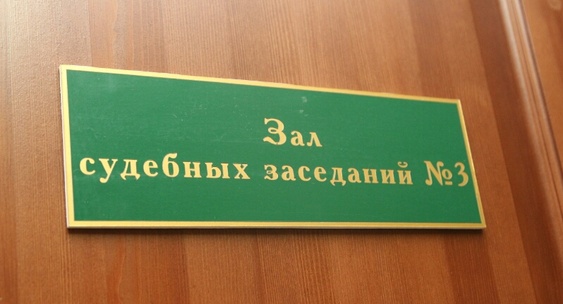 Зал
судебных заседаний №3